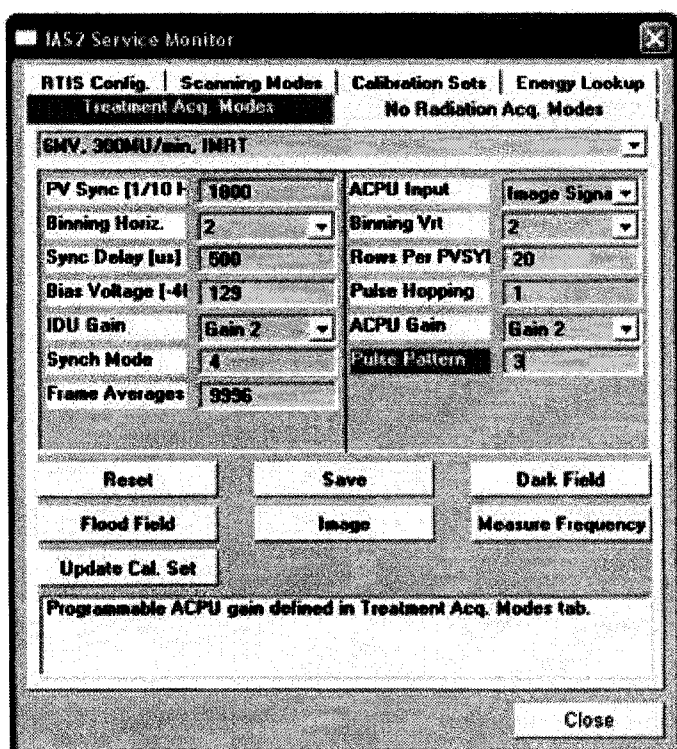 IAS2 Service Monitor
RTIS Config. Scanning Modes Calibration Sets Energy Lookup
Treatment Acq. Modes No Radiation Acq. Modes
6MV, 300MU/min, IMRT
PV Sync [1/10 H 1000 ACPU Input Image Signa
Binning Horiz. 2 Binning Vrt 2
Sync Delay [us] 500 Rows Per PVSYI 20
Bias Voltage [-4( 129 Pulse Hopping 1
IDU Gain Gain 2 ACPU Gain Gain 2
Synch Mode 4 Pulse Pattern 3
Frame Averages 9996
Reset Save Dark Field
Flood Field Image Measure Frequency
Update Cal. Set
Programmable ACPU gain defined in Treatment Acq. Modes tab.
Close